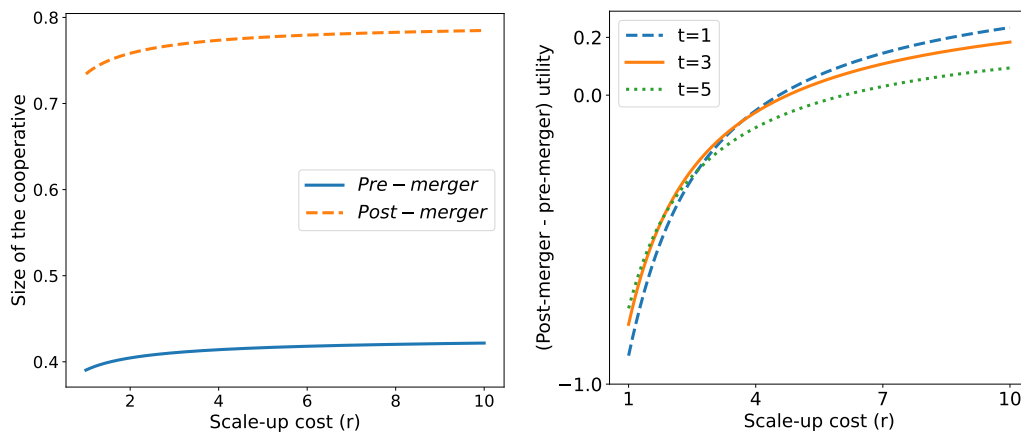 Size of the cooperative
0.8
0.7
0.6
0.5
0.4
Pre − merger
Post − merger
2
4
6
8
10
Scale-up cost (r)
(Post-merger - pre-merger) utility
0.2
0.0
−1.0
t=1
t=3
t=5
1
4
7
10
Scale-up cost (r)